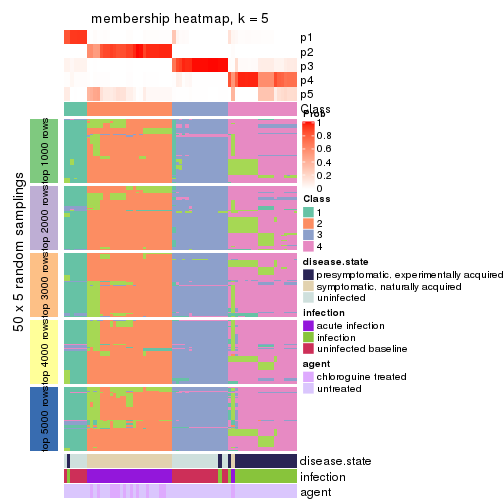 membership heatmap, k = 5
p1
p2
p3
p4
p5
Class
50 x 5 random samplings
top 1000 rows
top 2000 rows
top 3000 rows
top 4000 rows
top 5000 rows
disease.state
infection
agent
Prob
1
0.8
0.6
0.4
0.2
0
Class
1
2
3
4
disease.state
presymptomatic. experimentally acquired
symptomatic. naturally acquired
uninfected
infection
acute infection
infection
uninfected baseline
agent
chloroguine treated
untreated